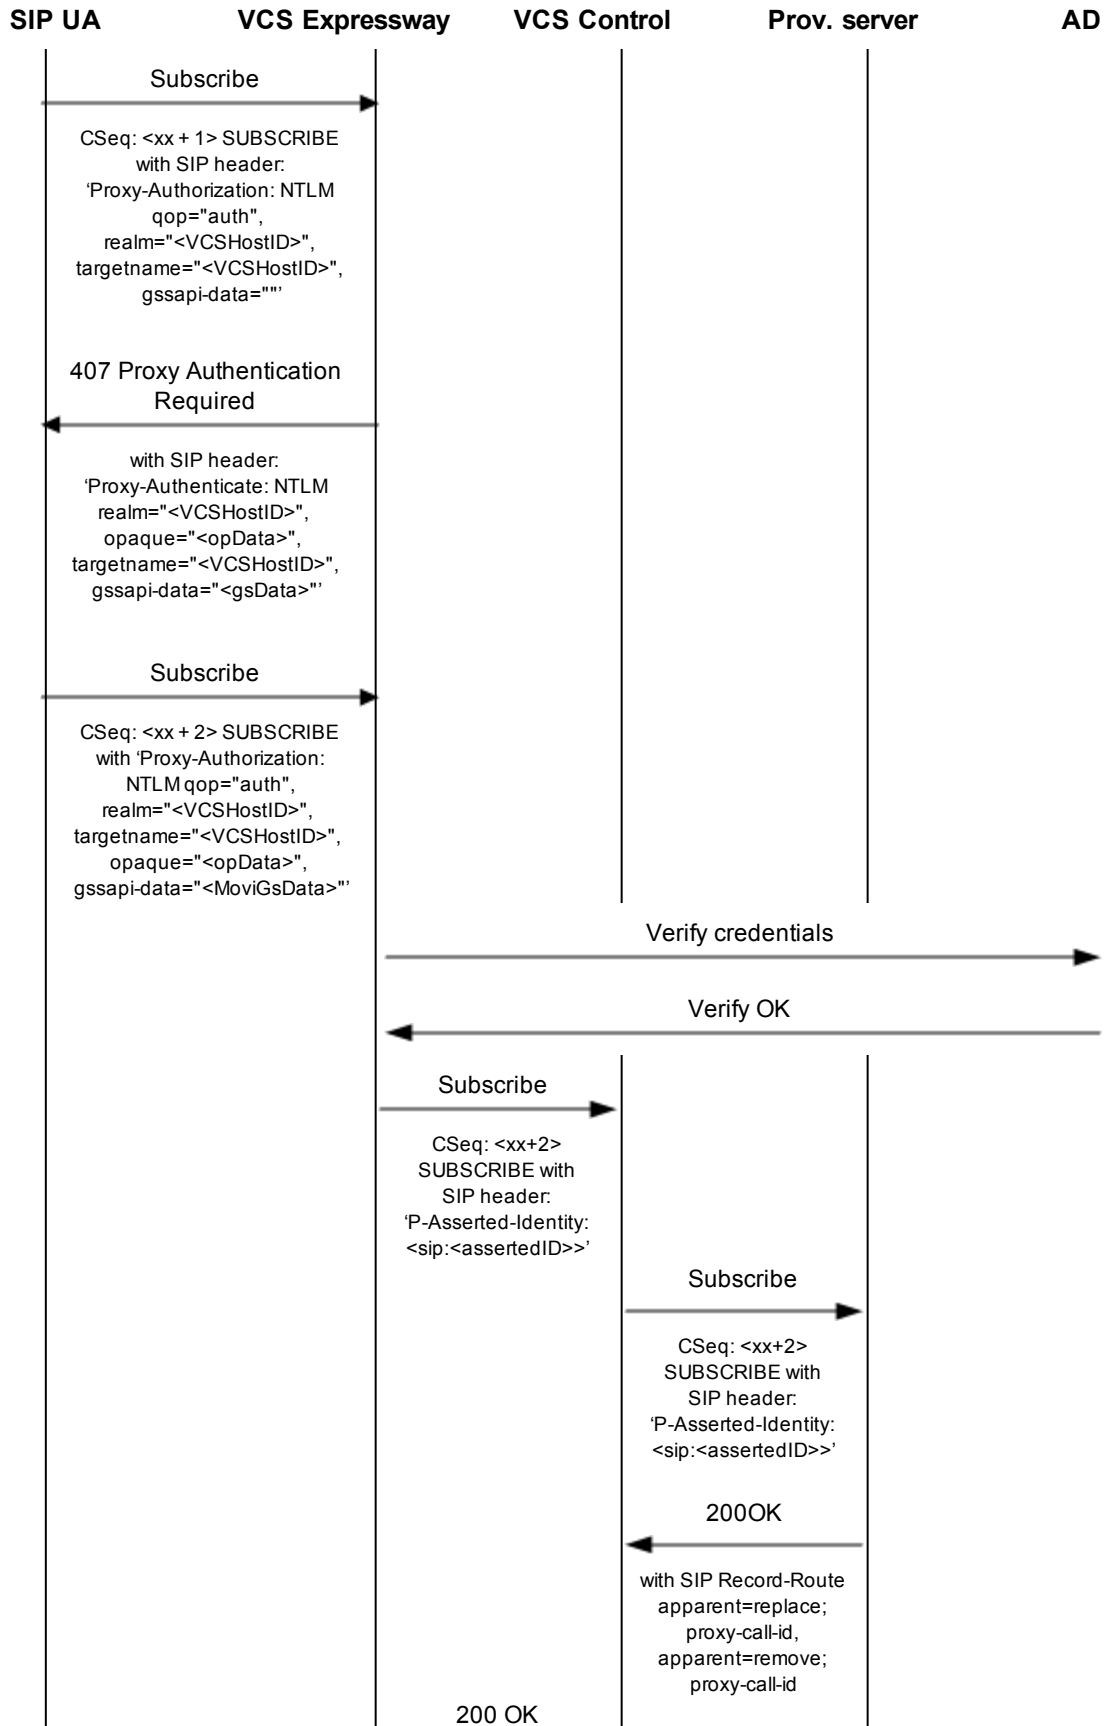 SIP UA VCS Expressway VCS Control Prov. server AD
Subscribe
CSeq: <xx + 1> SUBSCRIBE
with SIP header:
‘Proxy-Authorization: NTLM
qop="auth",
realm="<VCSHostID>",
targetname="<VCSHostID>",
gssapi-data=""’
407 Proxy Authentication
Required
with SIP header:
‘Proxy-Authenticate: NTLM
realm="<VCSHostID>",
opaque="<opData>",
targetname="<VCSHostID>",
gssapi-data="<gsData>"’
Subscribe
CSeq: <xx + 2> SUBSCRIBE
with ‘Proxy-Authorization:
NTLM qop="auth",
realm="<VCSHostID>",
targetname="<VCSHostID>",
opaque="<opData>",
gssapi-data="<MoviGsData>"’
Verify credentials
Verify OK
Subscribe
CSeq: <xx+2>
SUBSCRIBE with
SIP header:
‘P-Asserted-Identity:
<sip:<assertedID>>’
Subscribe
CSeq: <xx+2>
SUBSCRIBE with
SIP header:
‘P-Asserted-Identity:
<sip:<assertedID>>’
200OK
with SIP Record-Route
apparent=replace;
proxy-call-id,
apparent=remove;
proxy-call-id
200 OK